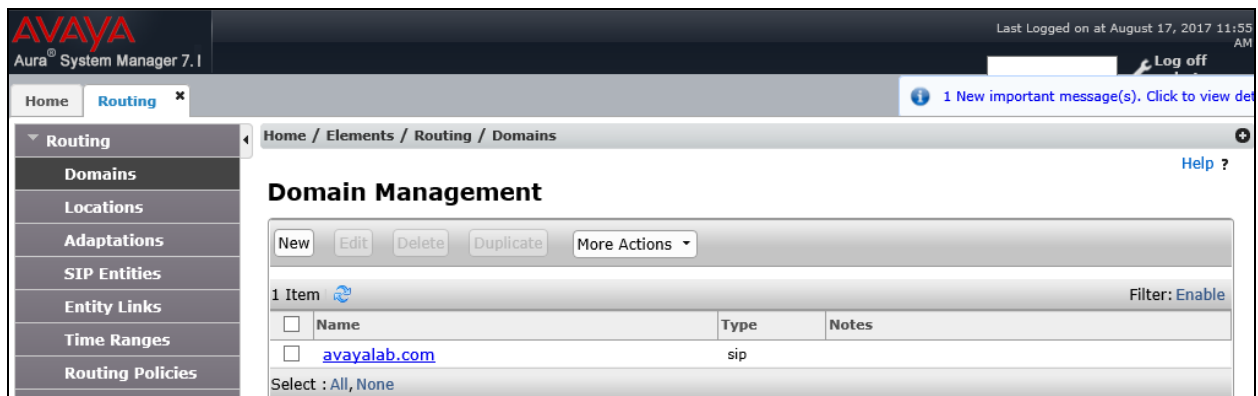 AVAYA
Last Logged on at August 17, 2017 11:55
AM
Aura® System Manager 7.1
Log off
Home
Routing ×
1 New important message(s). Click to view det
Routing
Home / Elements / Routing / Domains
Help ?
Domains
Domain Management
Locations
Adaptations
New Edit Delete Duplicate More Actions
SIP Entities
Entity Links
1 Item
Filter: Enable
Name Type Notes
Time Ranges
avayalab.com sip
Routing Policies
Select : All, None